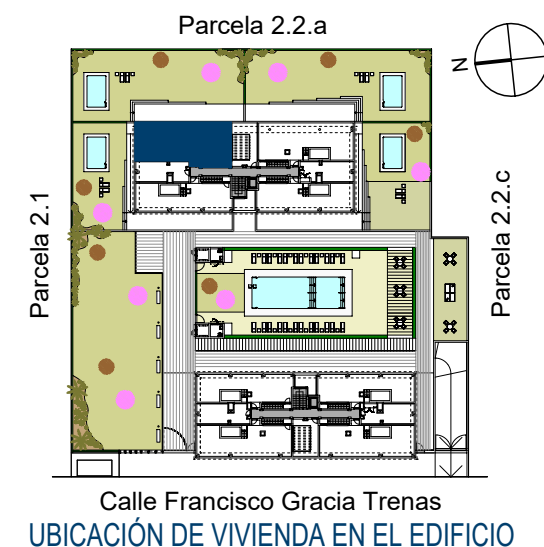 Parcela 2.2.a
N
Parcela 2.1
Parcela 2.2.c
Calle Francisco Gracia Trenas
UBICACIÓN DE VIVIENDA EN EL EDIFICIO